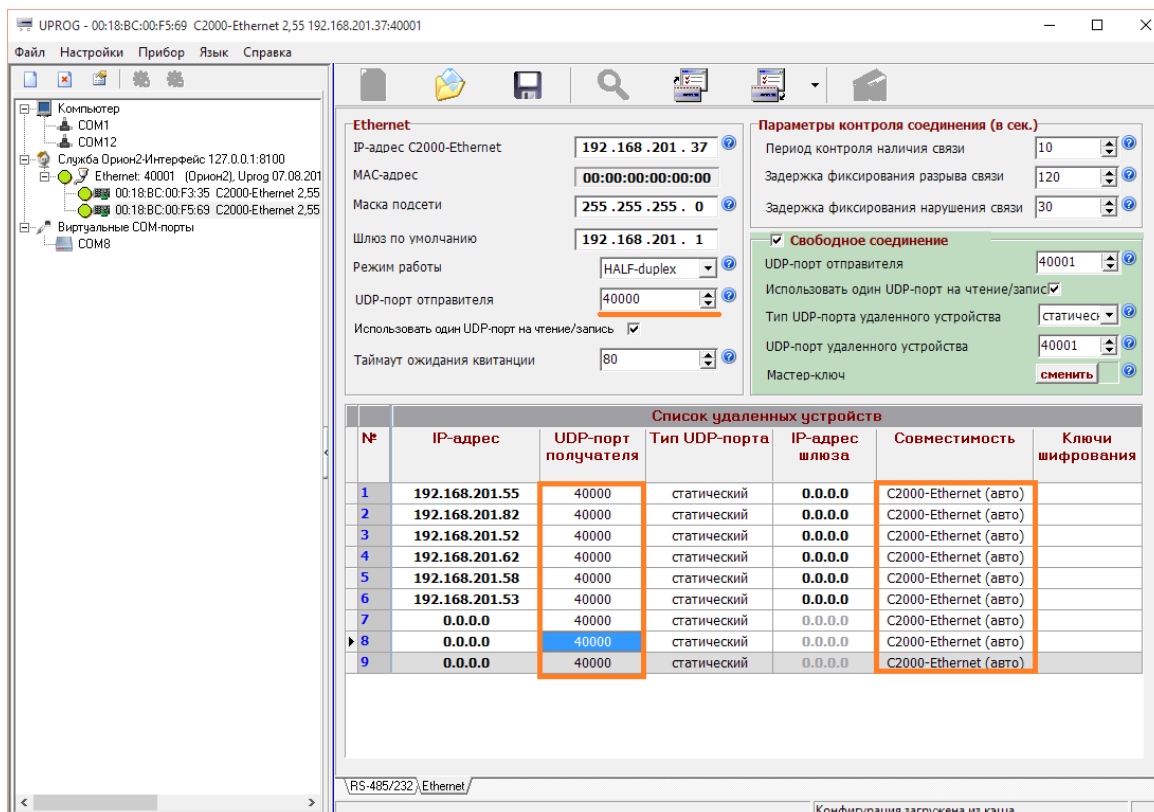 UPROG - 00:18:BC:00:F5:69 C2000-Ethernet 2,55 192.168.201.37:40001
Файл Настройки Прибор Язык Справка
Компьютер
COM1
COM12
Служба Орион2-Интерфейс 127.0.0.1:8100
Ethernet: 40001 (Орион2), Uprog 07.08.201
00:18:BC:00:F3:35 C2000-Ethernet 2,55
00:18:BC:00:F5:69 C2000-Ethernet 2,55
Виртуальные COM-порты
COM8
Ethernet
IP-адрес C2000-Ethernet 192.168.201. 37
MAC-адрес 00:00:00:00:00:00
Маска подсети 255.255.255. 0
Шлюз по умолчанию 192.168.201. 1
Режим работы HALF-duplex
UDP-порт отправителя 40000
Использовать один UDP-порт на чтение/запись
Таймаут ожидания квитанции 80
Параметры контроля соединения (в сек.)
Период контроля наличия связи 10
Задержка фиксирования разрыва связи 120
Задержка фиксирования нарушения связи 30
Свободное соединение
UDP-порт отправителя 40001
Использовать один UDP-порт на чтение/запис
Тип UDP-порта удаленного устройства статичесн
UDP-порт удаленного устройства 40001
Мастер-ключ сменить
Список удаленных устройств
№ IP-адрес UDP-порт получателя Тип UDP-порта IP-адрес шлюза Совместимость Ключи шифрования
1 192.168.201.55 40000 статический 0.0.0.0 C2000-Ethernet (авто)
2 192.168.201.82 40000 статический 0.0.0.0 C2000-Ethernet (авто)
3 192.168.201.52 40000 статический 0.0.0.0 C2000-Ethernet (авто)
4 192.168.201.62 40000 статический 0.0.0.0 C2000-Ethernet (авто)
5 192.168.201.58 40000 статический 0.0.0.0 C2000-Ethernet (авто)
6 192.168.201.53 40000 статический 0.0.0.0 C2000-Ethernet (авто)
7 0.0.0.0 40000 статический 0.0.0.0 C2000-Ethernet (авто)
8 0.0.0.0 40000 статический 0.0.0.0 C2000-Ethernet (авто)
9 0.0.0.0 40000 статический 0.0.0.0 C2000-Ethernet (авто)
RS-485/232 Ethernet
Конфигурация загружена из кэша